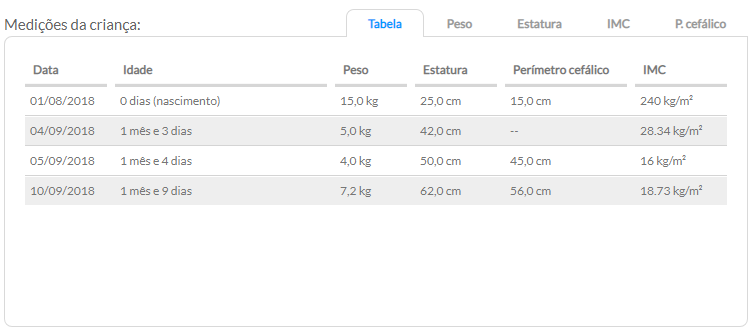 Medições da criança:
Tabela Peso Estatura IMC P. cefálico
Data Idade Peso Estatura Perímetro cefálico IMC
01/08/2018 0 dias (nascimento) 15,0 kg 25,0 cm 15,0 cm 240 kg/m²
04/09/2018 1 mês e 3 dias 5,0 kg 42,0 cm -- 28.34 kg/m²
05/09/2018 1 mês e 4 dias 4,0 kg 50,0 cm 45,0 cm 16 kg/m²
10/09/2018 1 mês e 9 dias 7,2 kg 62,0 cm 56,0 cm 18.73 kg/m²